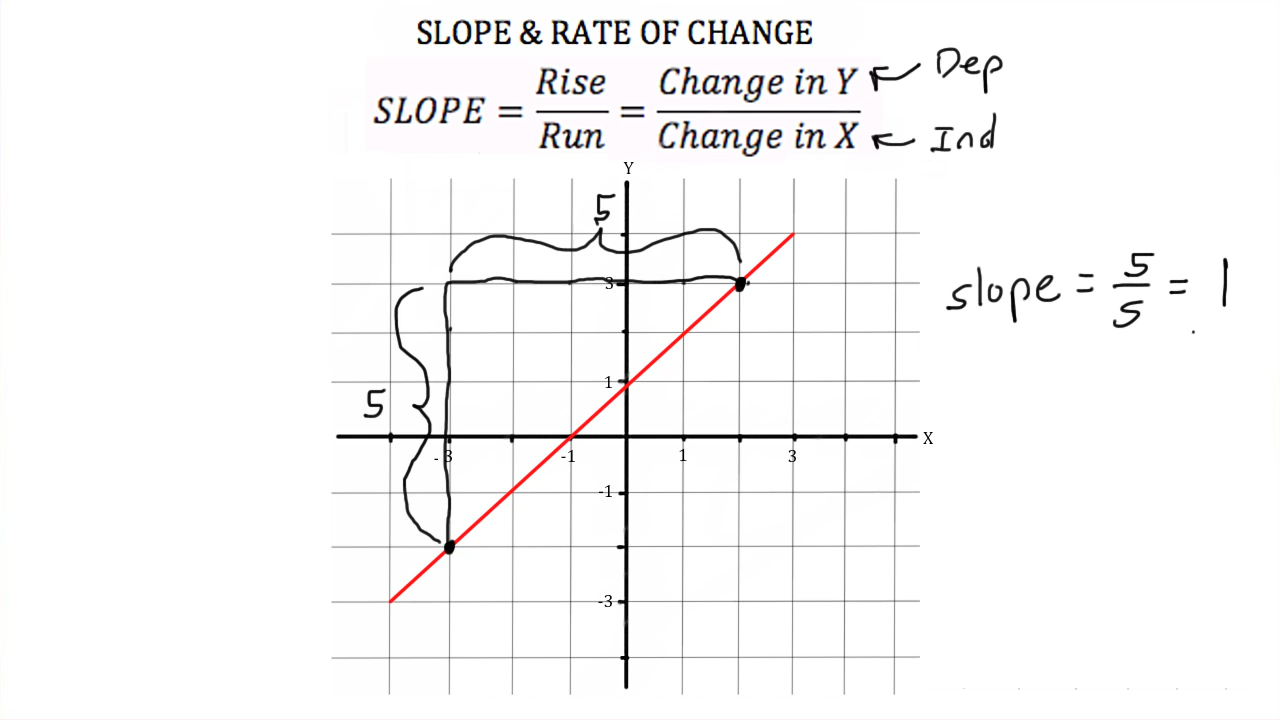 SLOPE & RATE OF CHANGE
SLOPE = Rise/Run = Change in Y/Change in X
Dep
Ind
Y
5
3
slope = 5/5 = 1
1
5
X
- 3
-1
1
3
-1
-3